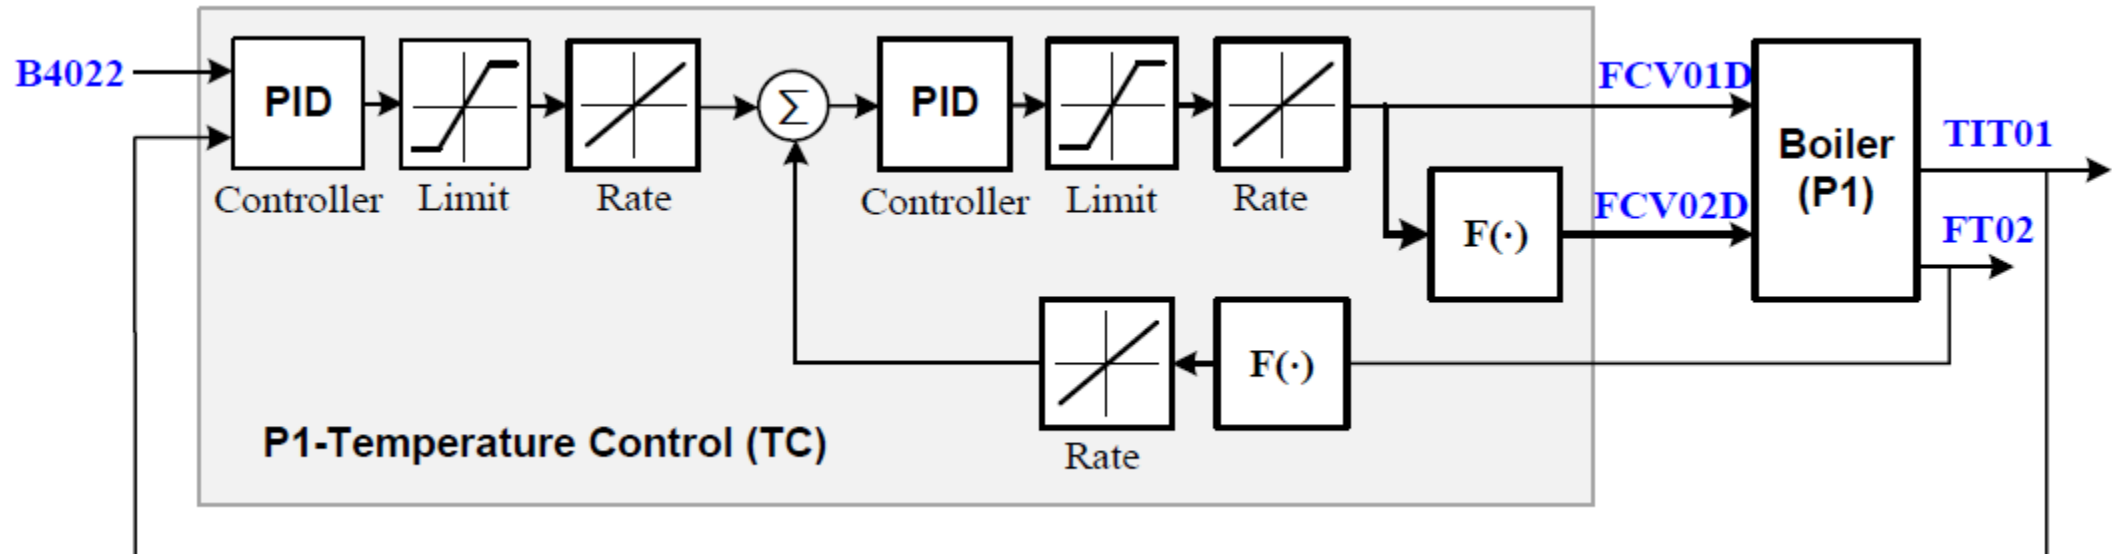 B4022
PID
Controller
Limit
Rate
Σ
PID
Controller
Limit
Rate
FCV01D
F(·)
FCV02D
Boiler
(P1)
TIT01
FT02
Rate
F(·)
P1-Temperature Control (TC)